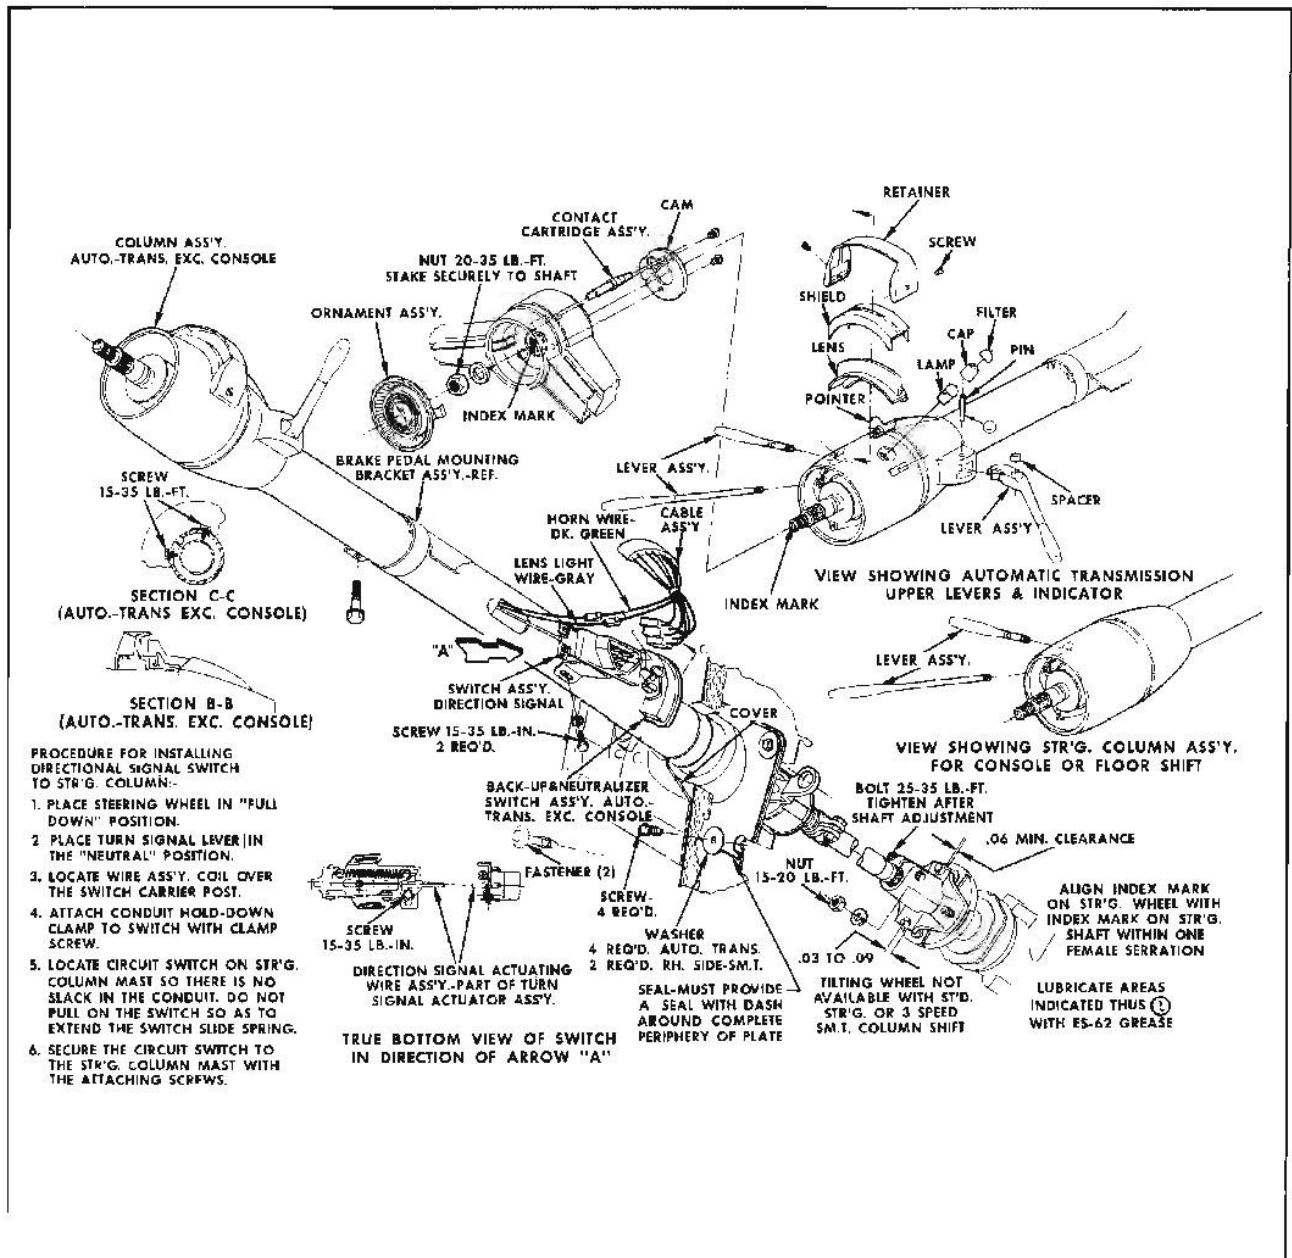 RETAINER
CAM
CONTACT
CARTRIDGE ASS'Y.
COLUMN ASS'Y.
AUTO.-TRANS. EXC. CONSOLE
SCREW
NUT 20-35 LB.-FT.
STAKE SECURELY TO SHAFT
SHIELD
ORNAMENT ASS'Y.
FILTER
CAP
LENS
PIN
LAMP
POINTER
INDEX MARK
BRAKE PEDAL MOUNTING
BRACKET ASS'Y.-REF.
LEVER ASS'Y.
SCREW
15-35 LB.-FT.
SPACER
CABLE
ASS'Y
HORN WIRE-
DK. GREEN
LEVER ASS'Y
LENS LIGHT
WIRE-GRAY
VIEW SHOWING AUTOMATIC TRANSMISSION
UPPER LEVERS & INDICATOR
SECTION C-C
(AUTO.-TRANS EXC. CONSOLE)
INDEX MARK
"A"
LEVER ASS'Y.
SWITCH ASS'Y.
DIRECTION SIGNAL
SECTION B-B
(AUTO.-TRANS. EXC. CONSOLE)
COVER
SCREW 15-35 LB.-IN.
2 REQ'D.
VIEW SHOWING STR'G. COLUMN ASS'Y.
FOR CONSOLE OR FLOOR SHIFT
PROCEDURE FOR INSTALLING
DIRECTIONAL SIGNAL SWITCH
TO STR'G. COLUMN:-
1. PLACE STEERING WHEEL IN "FULL
DOWN" POSITION.
2 PLACE TURN SIGNAL LEVER IN
THE "NEUTRAL" POSITION.
3. LOCATE WIRE ASS'Y. COIL OVER
THE SWITCH CARRIER POST.
4. ATTACH CONDUIT HOLD-DOWN
CLAMP TO SWITCH WITH CLAMP
SCREW.
5. LOCATE CIRCUIT SWITCH ON STR'G.
COLUMN MAST SO THERE IS NO
SLACK IN THE CONDUIT. DO NOT
PULL ON THE SWITCH SO AS TO
EXTEND THE SWITCH SLIDE SPRING.
6. SECURE THE CIRCUIT SWITCH TO
THE STR'G. COLUMN MAST WITH
THE ATTACHING SCREWS.
BACK-UP&NEUTRALIZER
SWITCH ASS'Y. AUTO.-
TRANS. EXC. CONSOLE
BOLT 25-35 LB.-FT.
TIGHTEN AFTER
SHAFT ADJUSTMENT
.06 MIN. CLEARANCE
FASTENER (2)
NUT
15-20 LB.-FT.
SCREW-
4 REQ'D.
ALIGN INDEX MARK
ON STR'G. WHEEL WITH
INDEX MARK ON STR'G.
SHAFT WITHIN ONE
FEMALE SERRATION
SCREW
15-35 LB.-IN.
WASHER
4 REQ'D. AUTO. TRANS.
2 REQ'D. RH. SIDE-SM.T.
.03 TO .09
DIRECTION SIGNAL ACTUATING
WIRE ASS'Y.-PART OF TURN
SIGNAL ACTUATOR ASS'Y.
SEAL-MUST PROVIDE
A SEAL WITH DASH
AROUND COMPLETE
PERIPHERY OF PLATE
TILTING WHEEL NOT
AVAILABLE WITH ST'D.
STR'G. OR 3 SPEED
SM.T. COLUMN SHIFT
LUBRICATE AREAS
INDICATED THUS
WITH ES-62 GREASE
TRUE BOTTOM VIEW OF SWITCH
IN DIRECTION OF ARROW "A"